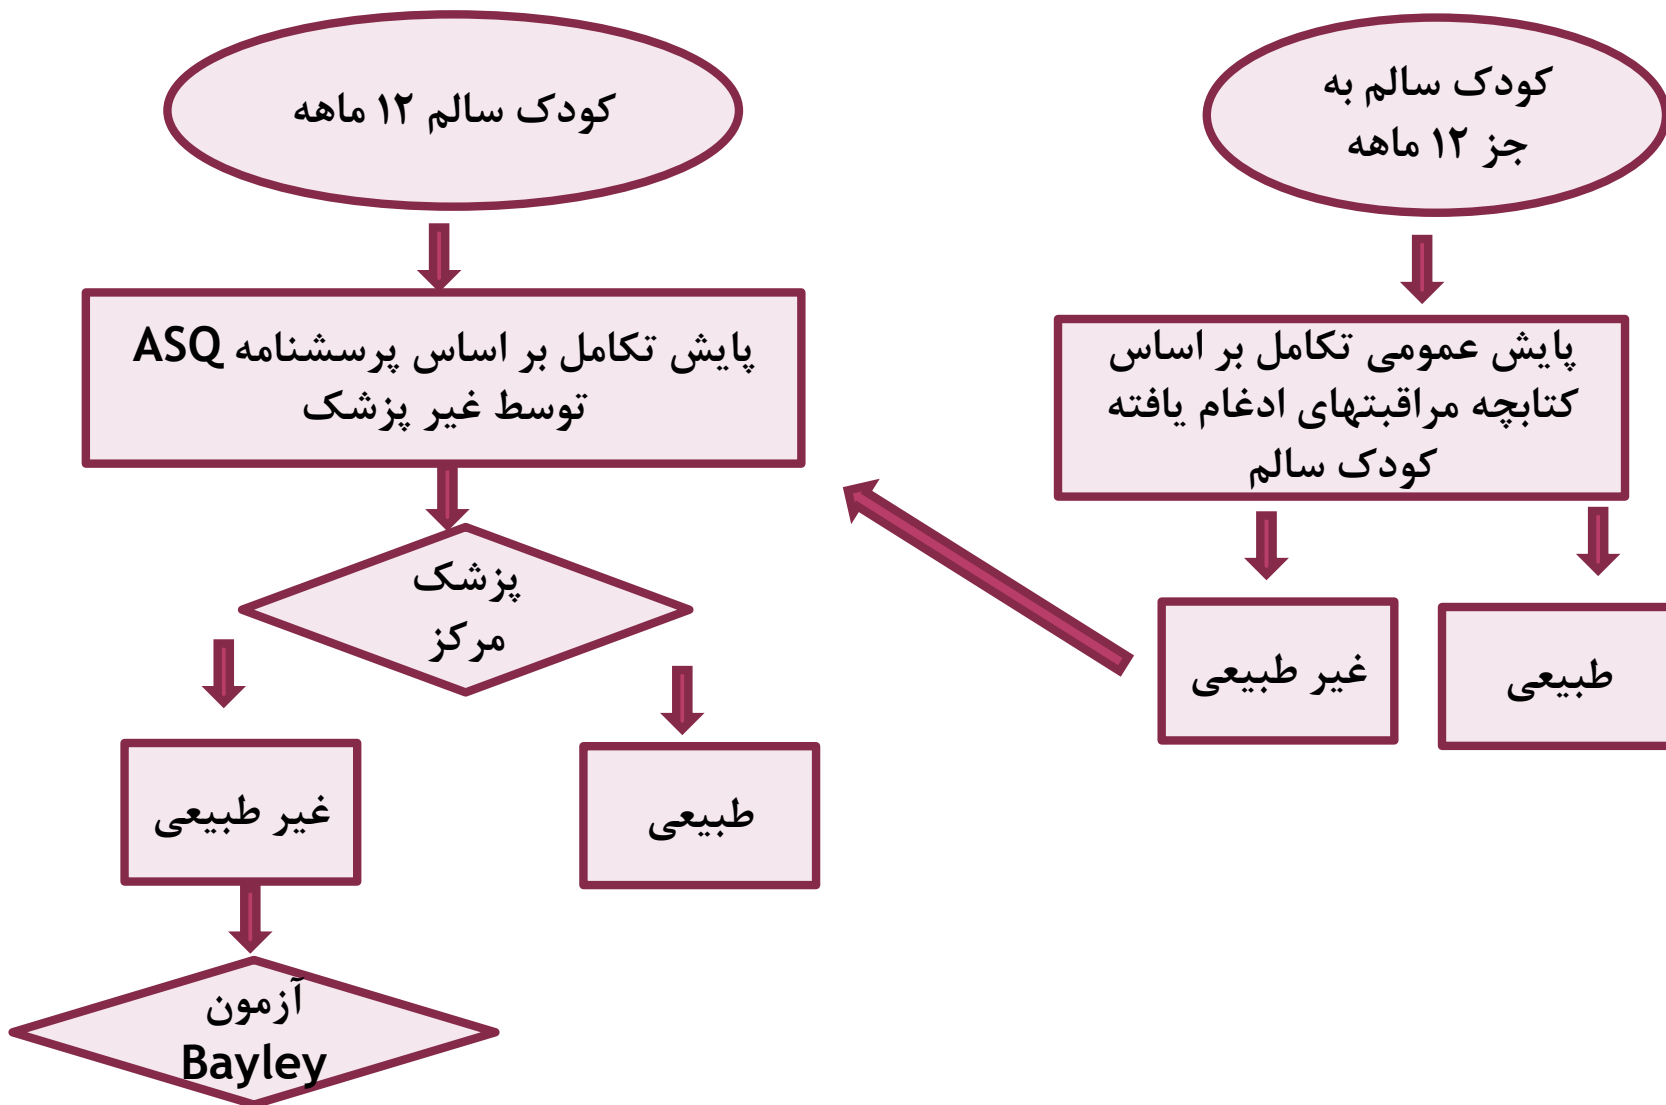 کودک سالم به
جز ۱۲ ماهه
پایش عمومی تکامل بر اساس
کتابچه مراقبتهای ادغام یافته
کودک سالم
طبیعی
غیر طبیعی
کودک سالم ۱۲ ماهه
پایش تکامل بر اساس پرسشنامه ASQ
توسط غیر پزشک
پزشک
مرکز
طبیعی
غیر طبیعی
آزمون
Bayley